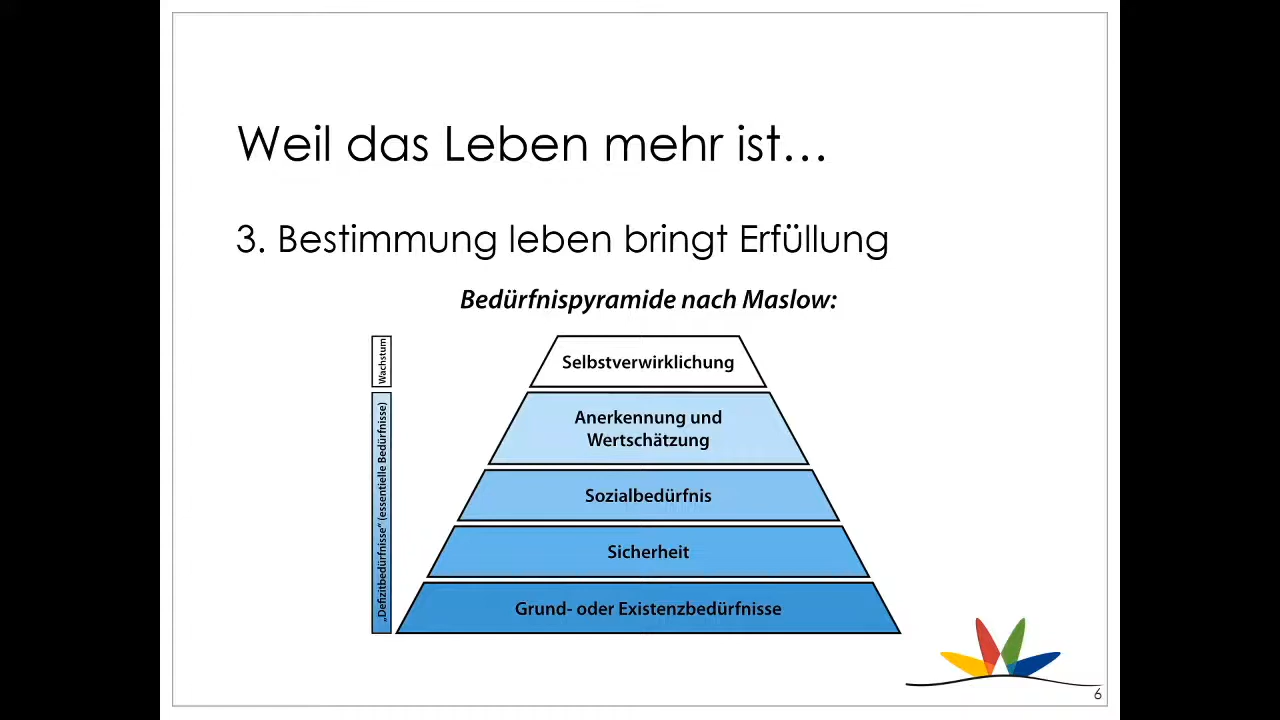 Weil das Leben mehr ist…
3. Bestimmung leben bringt Erfüllung
Bedürfnispyramide nach Maslow:
Wachstum
Selbstverwirklichung
„Defizitbedürfnisse“ (essentielle Bedürfnisse)
Anerkennung und
Wertschätzung
Sozialbedürfnis
Sicherheit
Grund- oder Existenzbedürfnisse
6